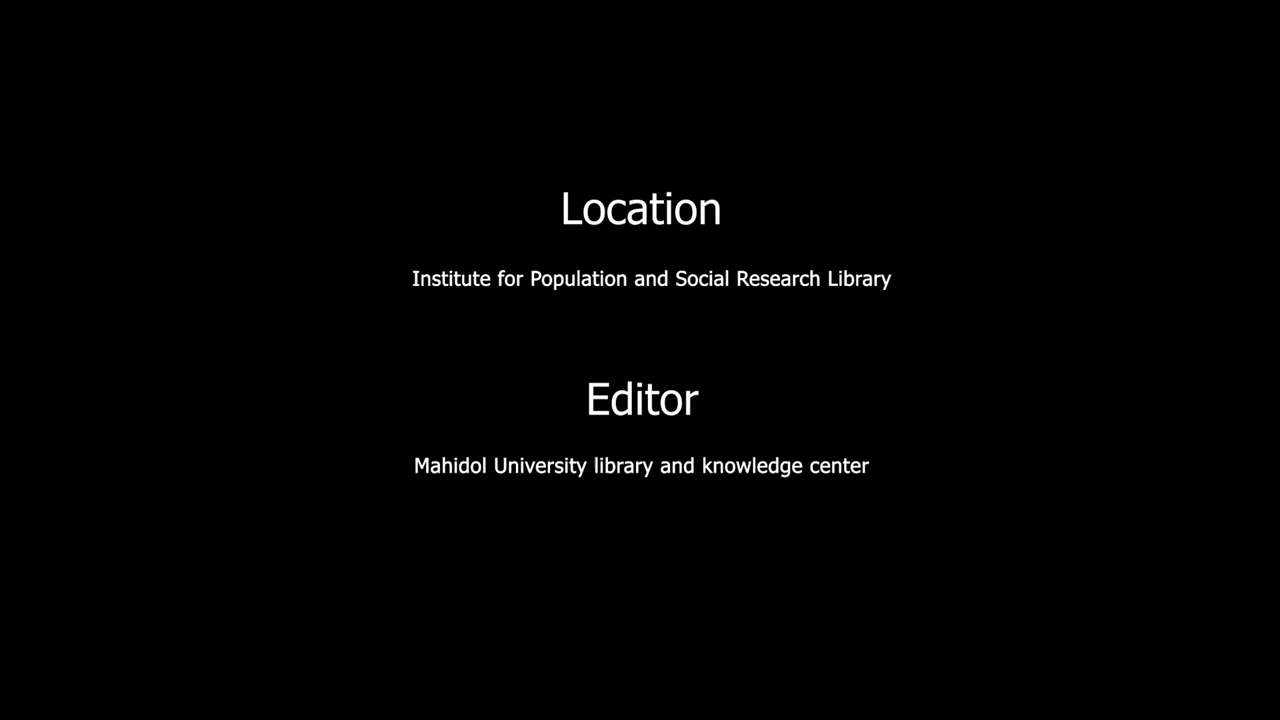 Location
Institute for Population and Social Research Library
Editor
Mahidol University library and knowledge center